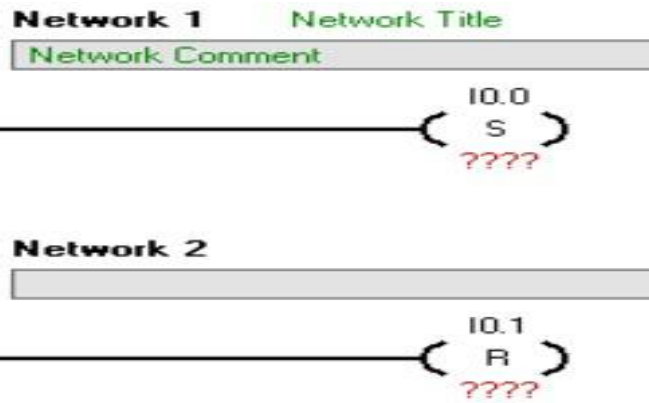 Network 1 Network Title
Network Comment
I0.0
S
????
Network 2
I0.1
R
????